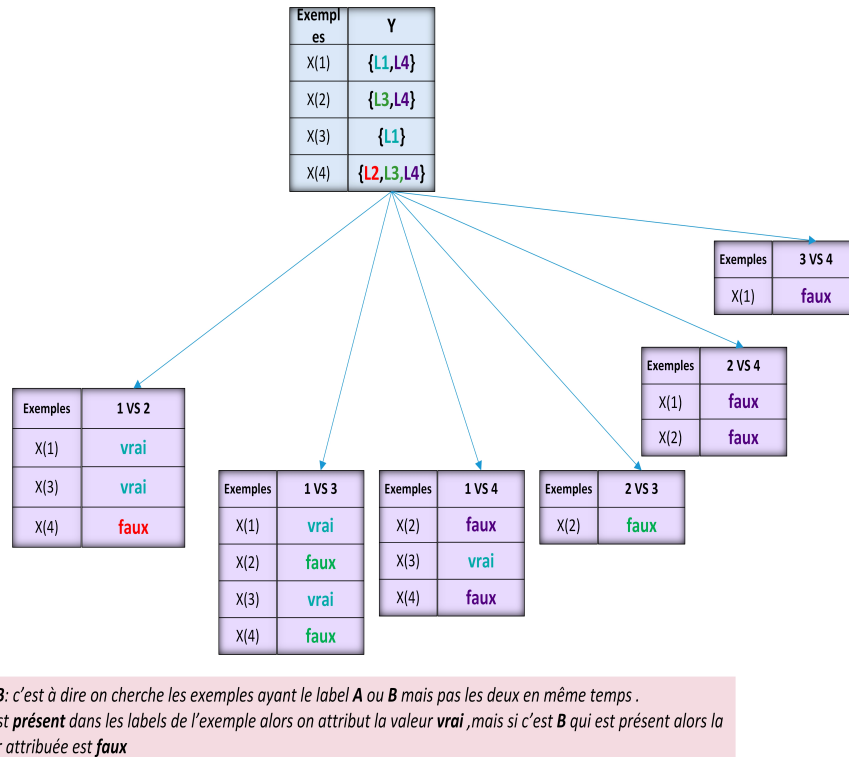 Exempl
es Y
X(1) {L1,L4}
X(2) {L3,L4}
X(3) {L1}
X(4) {L2,L3,L4}
Exemples 3 VS 4
X(1) faux
Exemples 2 VS 4
X(1) faux
X(2) faux
Exemples 1 VS 2
X(1) vrai
X(3) vrai
X(4) faux
Exemples 1 VS 3
X(1) vrai
X(2) faux
X(3) vrai
X(4) faux
Exemples 1 VS 4
X(2) faux
X(3) vrai
X(4) faux
Exemples 2 VS 3
X(2) faux
B: c'est à dire on cherche les exemples ayant le label A ou B mais pas les deux en même temps .
présent dans les labels de l'exemple alors on attribut la valeur vrai ,mais si c'est B qui est présent alors la
attribuée est faux